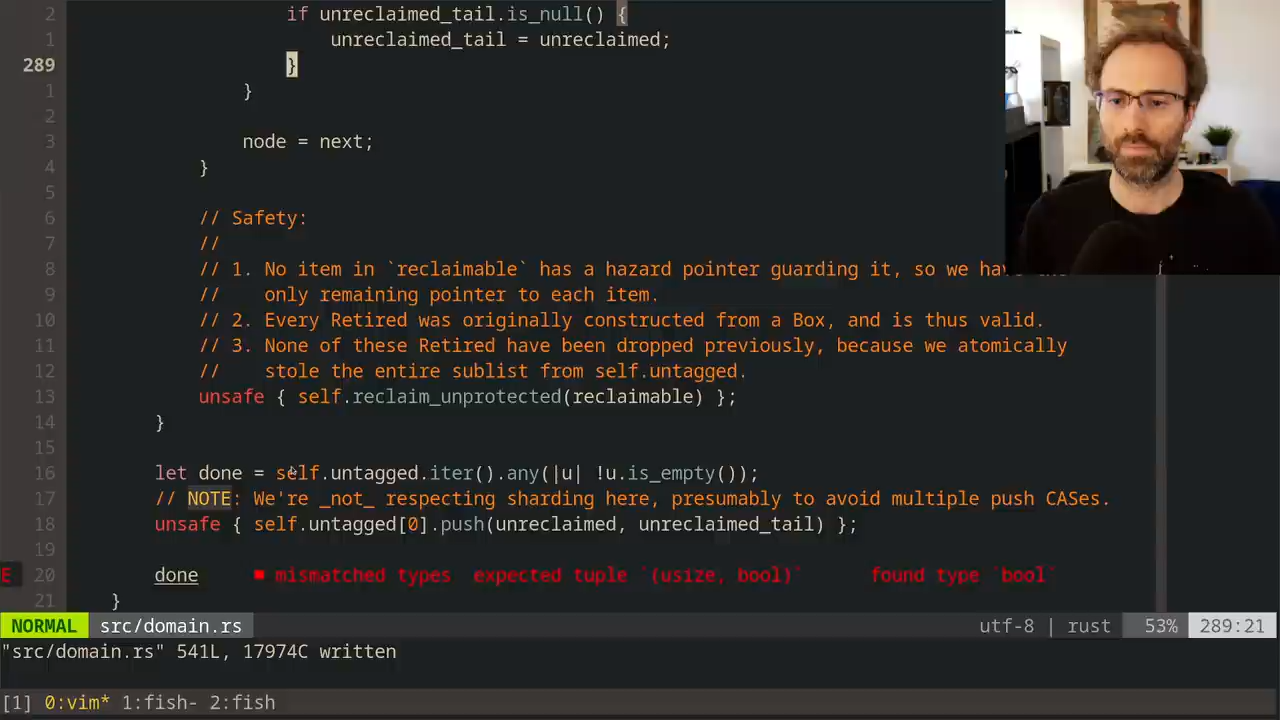 2 if unreclaimed_tail.is_null() {
1 unreclaimed_tail = unreclaimed;
289 }
1 }
2
3 node = next;
4 }
5
6 // Safety:
7 //
8 // 1. No item in `reclaimable` has a hazard pointer guarding it, so we
9 // only remaining pointer to each item.
10 // 2. Every Retired was originally constructed from a Box, and is thus valid.
11 // 3. None of these Retired have been dropped previously, because we atomically
12 // stole the entire sublist from self.untagged.
13 unsafe { self.reclaim_unprotected(reclaimable) };
14 }
15
16 let done = self.untagged.iter().any(|u| !u.is_empty());
17 // NOTE: We're _not_ respecting sharding here, presumably to avoid multiple push CASes.
18 unsafe { self.untagged[0].push(unreclaimed, unreclaimed_tail) };
19
E 20 done ■ mismatched types expected tuple `(usize, bool)` found type `bool`
21 }
NORMAL src/domain.rs utf-8 | rust 53% 289:21
"src/domain.rs" 541L, 17974C written
[1] 0:vim* 1:fish- 2:fish